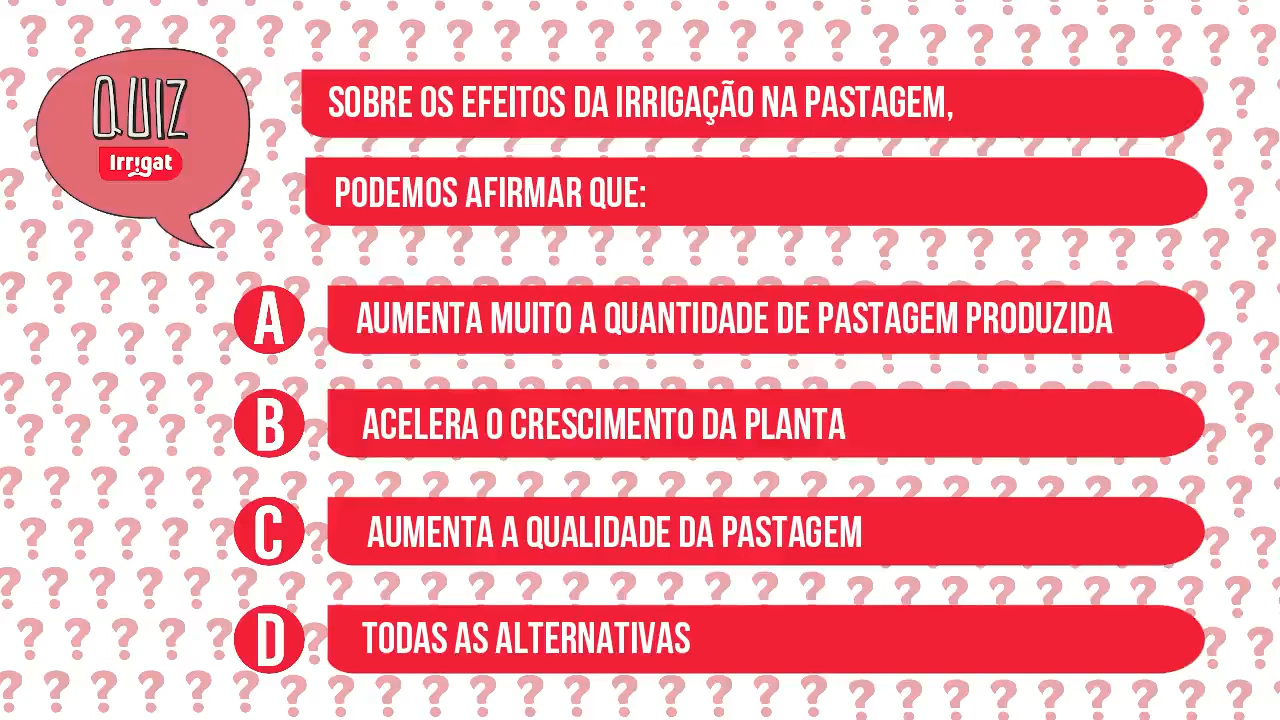 QUIZ
Irrigat
SOBRE OS EFEITOS DA IRRIGAÇÃO NA PASTAGEM,
PODEMOS AFIRMAR QUE:
A AUMENTA MUITO A QUANTIDADE DE PASTAGEM PRODUZIDA
B ACELERA O CRESCIMENTO DA PLANTA
C AUMENTA A QUALIDADE DA PASTAGEM
D TODAS AS ALTERNATIVAS